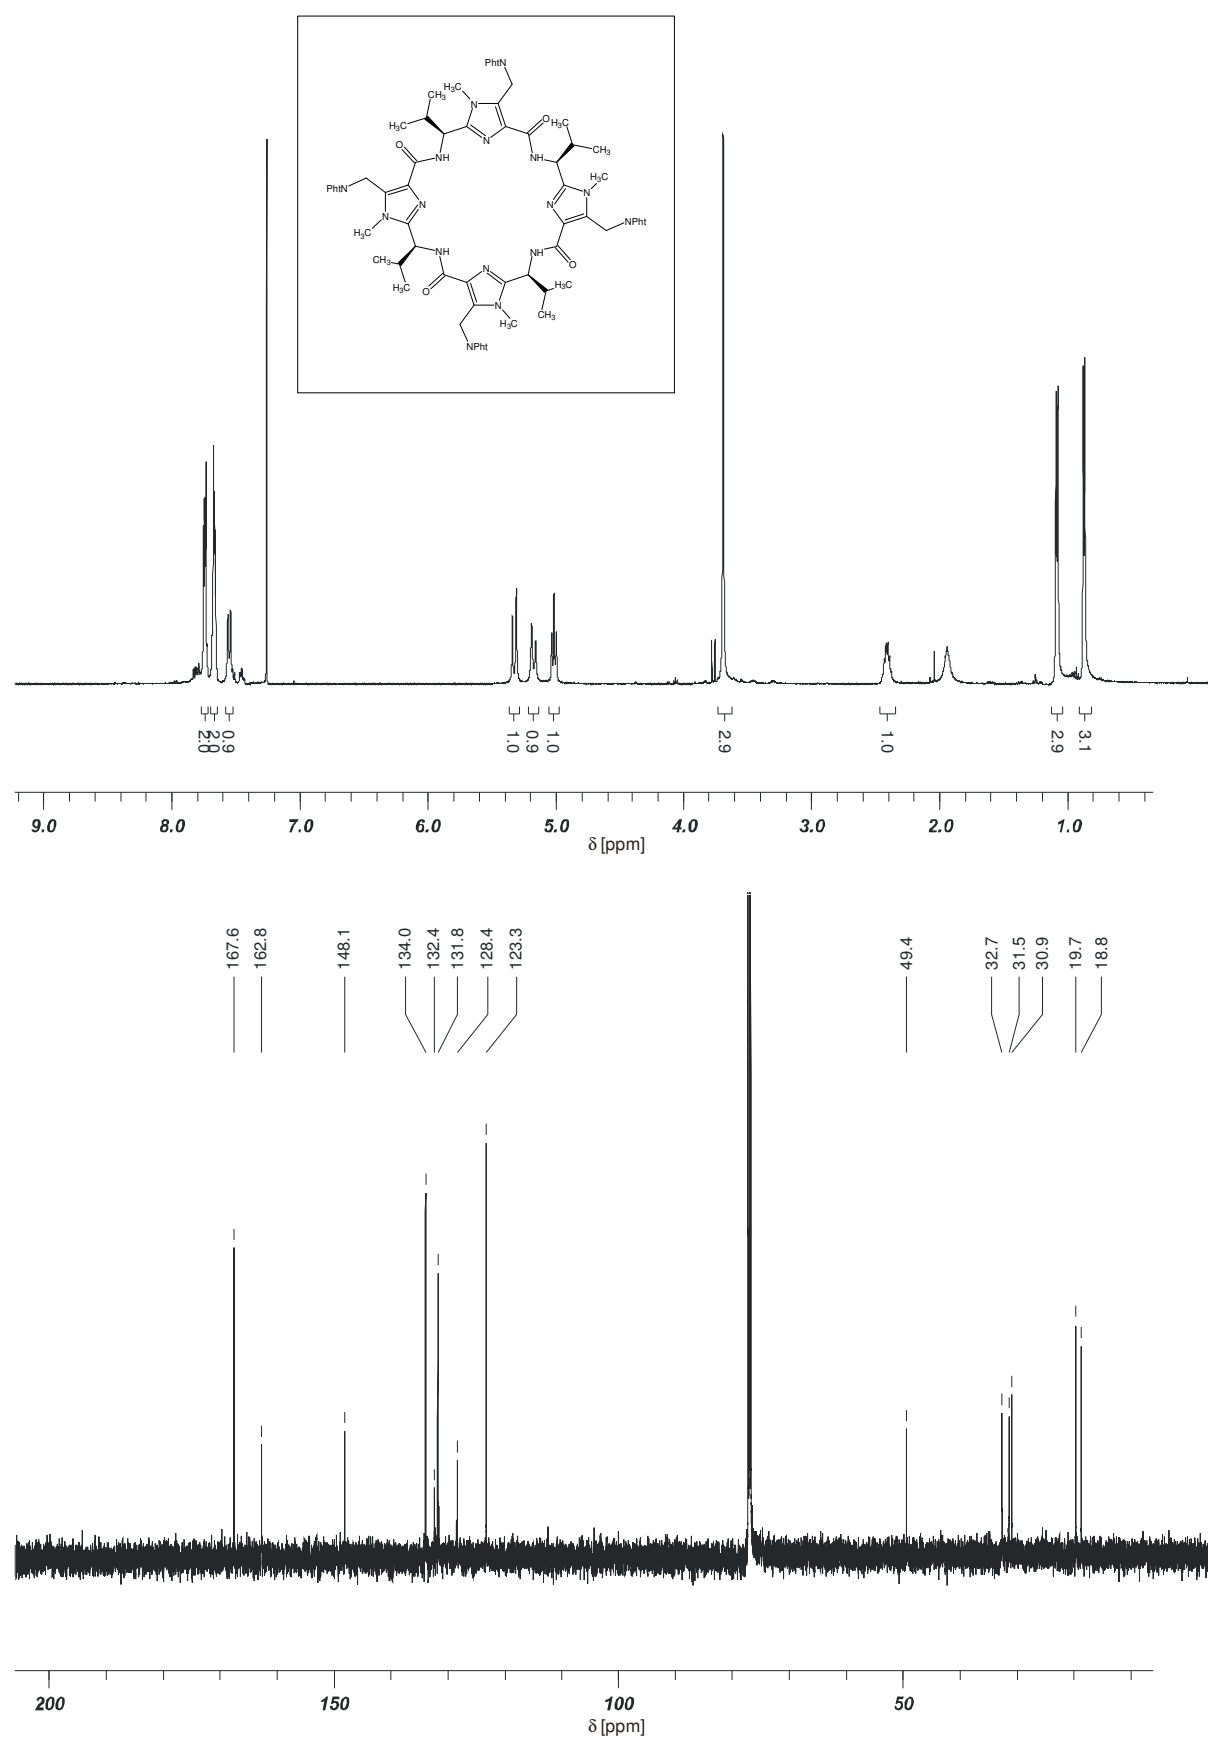 PhtN
H₃C
CH₃
N
H₃C
N
O
NH
O
NH
H₃C
CH₃
PhtN
N
N
H₃C
H₃C
N
N
NPht
CH₃
H₃C
NH
O
NH
O
N
N
H₃C
H₃C
CH₃
NPht
2.0
2.0
0.9
1.0
0.9
1.0
2.9
1.0
2.9
3.1
9.0 8.0 7.0 6.0 5.0 4.0 3.0 2.0 1.0
δ [ppm]
167.6
162.8
148.1
134.0
132.4
131.8
128.4
123.3
49.4
32.7
31.5
30.9
19.7
18.8
200 150 100 50
δ [ppm]